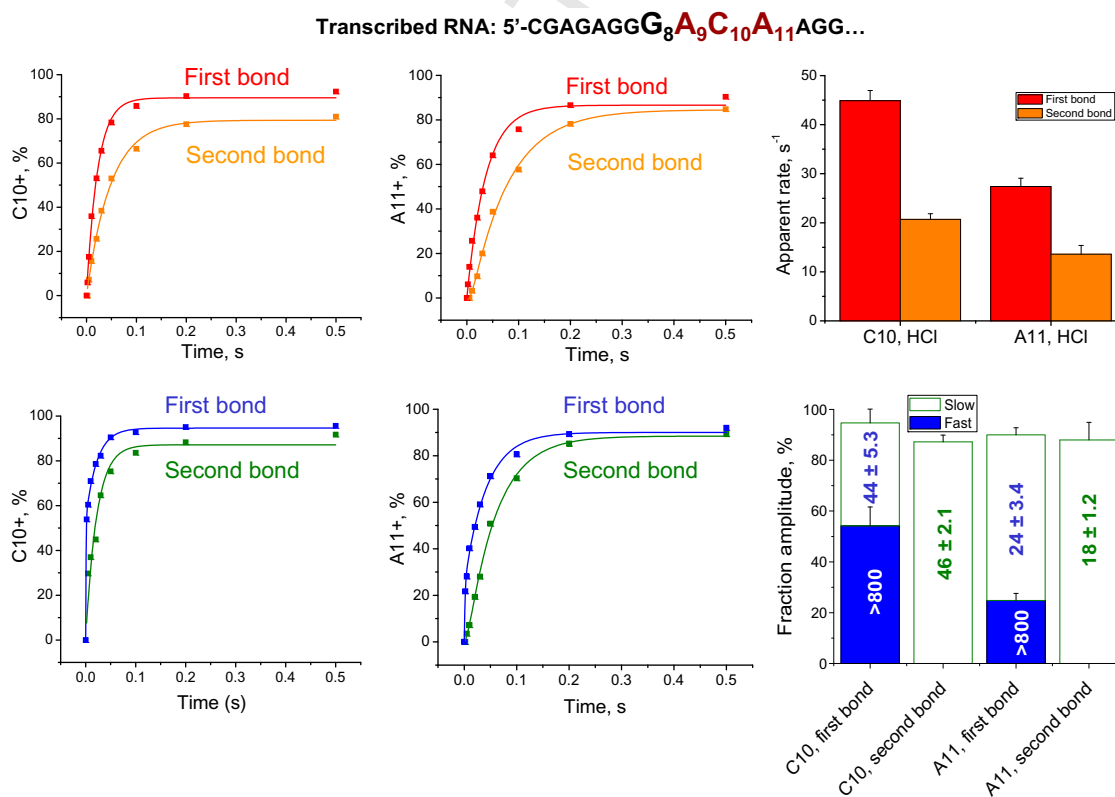 Transcribed RNA: 5'-CGAGAGGG8A9C10A11AGG...
First bond
Second bond
C10+, %
100
80
60
40
20
0
0.0 0.1 0.2 0.3 0.4 0.5
Time, s
First bond
Second bond
A11+, %
100
80
60
40
20
0
0.0 0.1 0.2 0.3 0.4 0.5
Time, s
First bond
Second bond
Apparent rate, s-1
50
40
30
20
10
0
C10, HCl A11, HCl
First bond
Second bond
C10+, %
100
80
60
40
20
0
0.0 0.1 0.2 0.3 0.4 0.5
Time (s)
First bond
Second bond
A11+, %
100
80
60
40
20
0
0.0 0.1 0.2 0.3 0.4 0.5
Time, s
Slow
Fast
Fraction amplitude, %
100
80
60
40
20
0
44 ± 5.3
>800
46 ± 2.1
24 ± 3.4
>800
18 ± 1.2
C10, first bond
C10, second bond
A11, first bond
A11, second bond